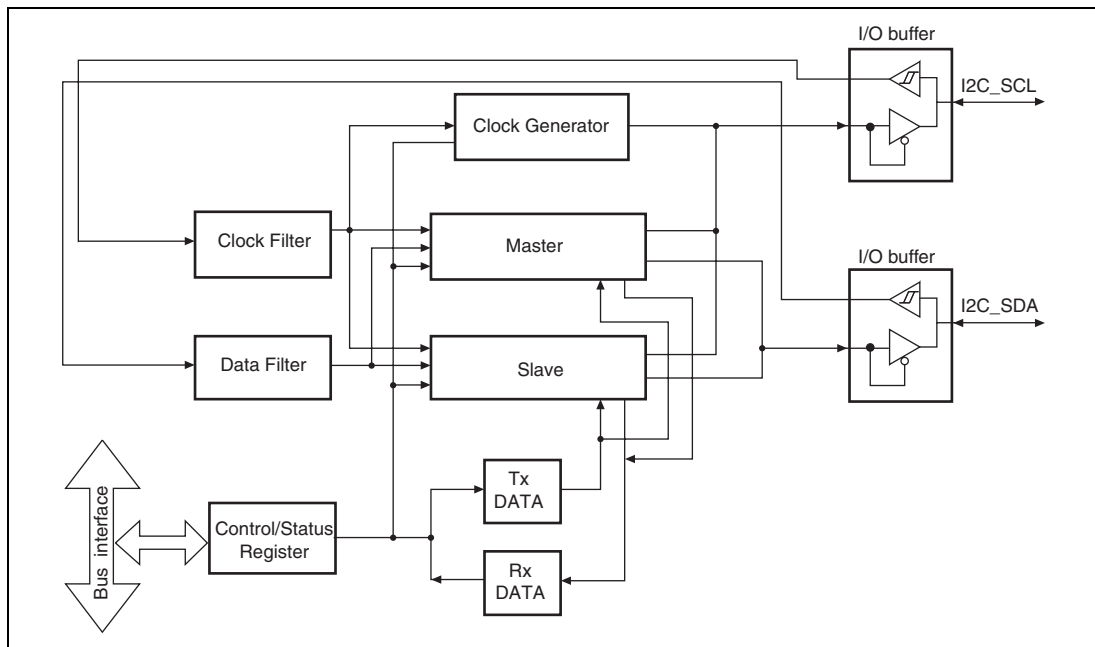 I/O buffer
I2C_SCL
Clock Generator
Clock Filter
Master
I/O buffer
I2C_SDA
Data Filter
Slave
Tx
DATA
Control/Status
Register
Bus interface
Rx
DATA